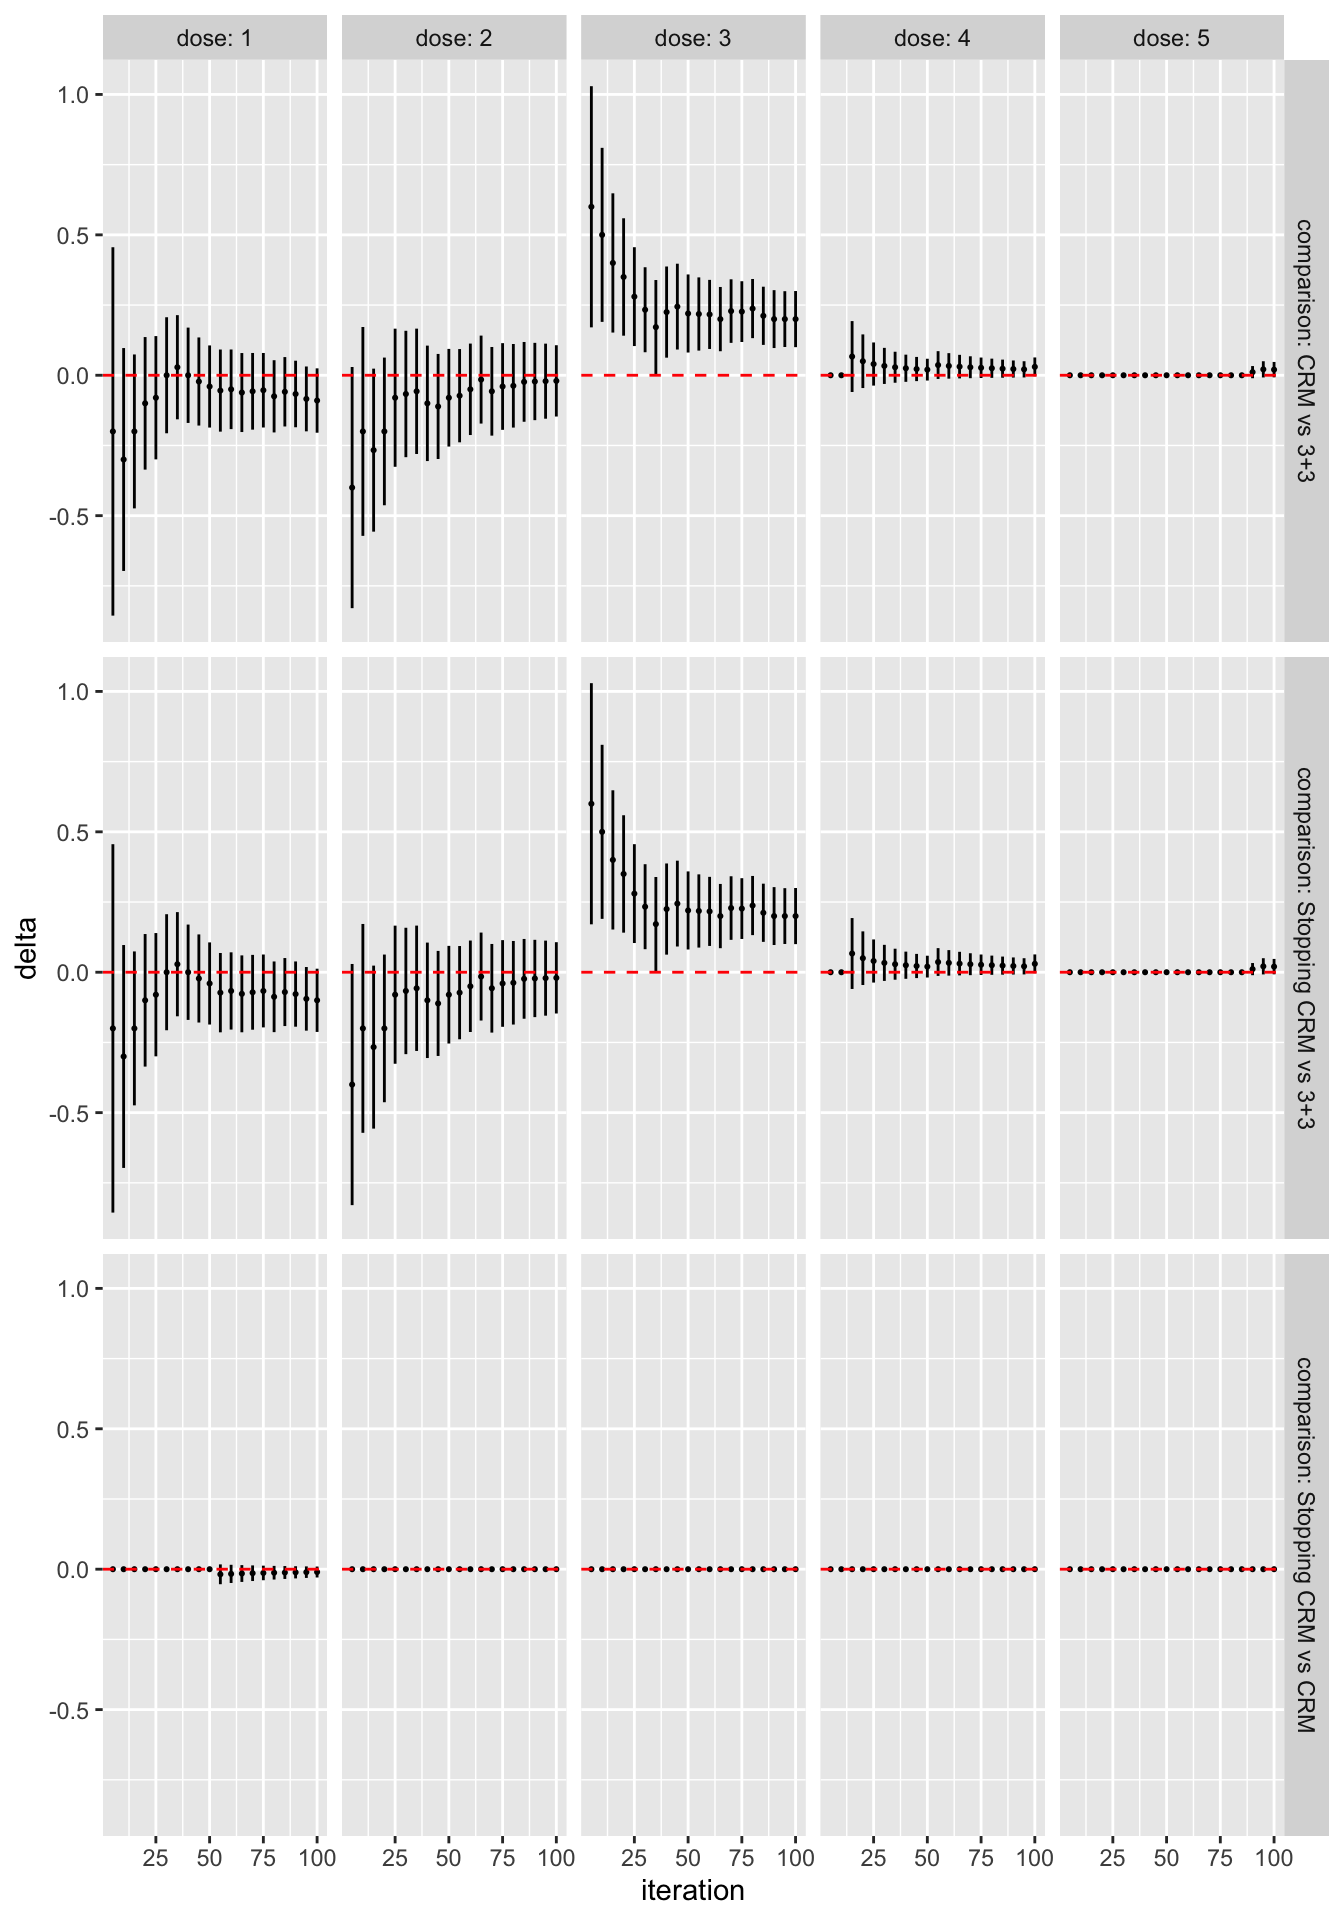 dose: 1
dose: 2
dose: 3
dose: 4
dose: 5
1.0
0.5
0.0
-0.5
comparison: CRM vs 3+3
1.0
0.5
0.0
-0.5
comparison: Stopping CRM vs 3+3
delta
1.0
0.5
0.0
-0.5
comparison: Stopping CRM vs CRM
25 50 75 100
25 50 75 100
25 50 75 100
25 50 75 100
25 50 75 100
iteration